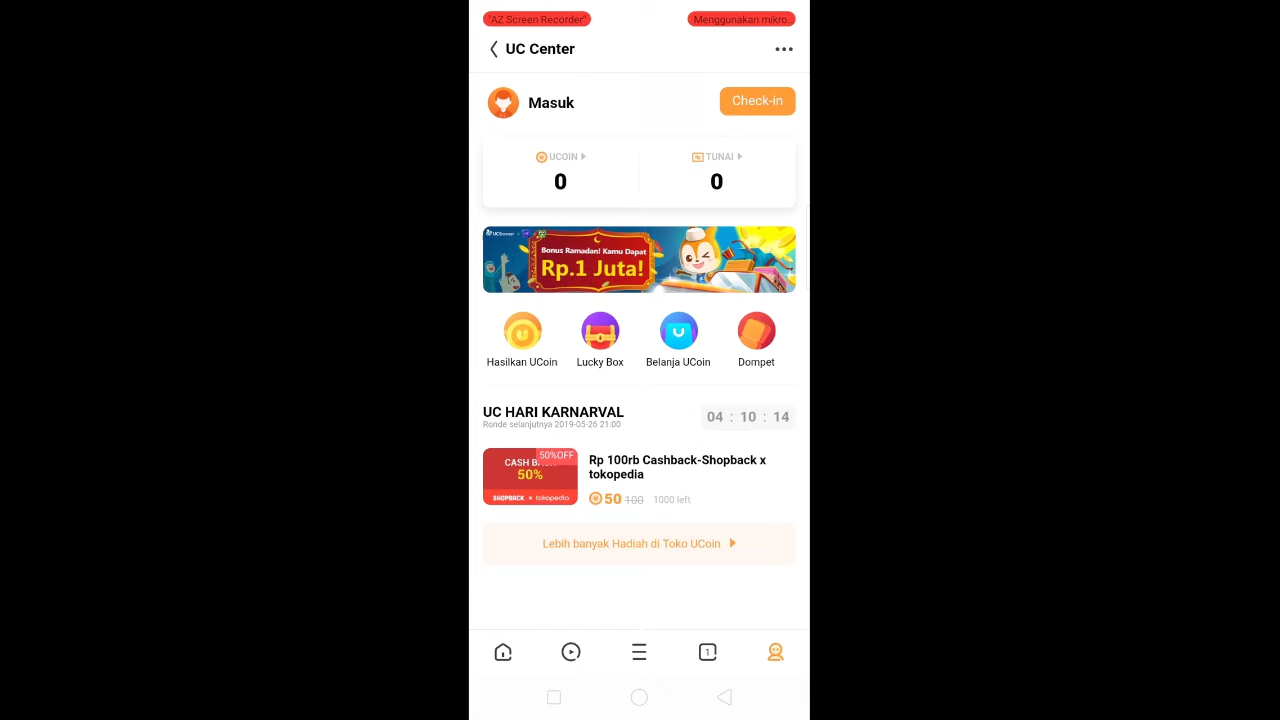 "AZ Screen Recorder"
Menggunakan mikro...
UC Center
Masuk
Check-in
UCOIN
TUNAI
0
0
UCBrowser
Bonus Ramadan! Kamu Dapat
Rp.1 Juta!
Hasilkan UCoin
Lucky Box
Belanja UCoin
Dompet
UC HARI KARNARVAL
04 : 10 : 14
Ronde selanjutnya 2019-05-26 21:00
50%OFF
CASH
50%
SHOPBACK × tokopedia
Rp 100rb Cashback-Shopback x
tokopedia
50 100 1000 left
Lebih banyak Hadiah di Toko UCoin
1